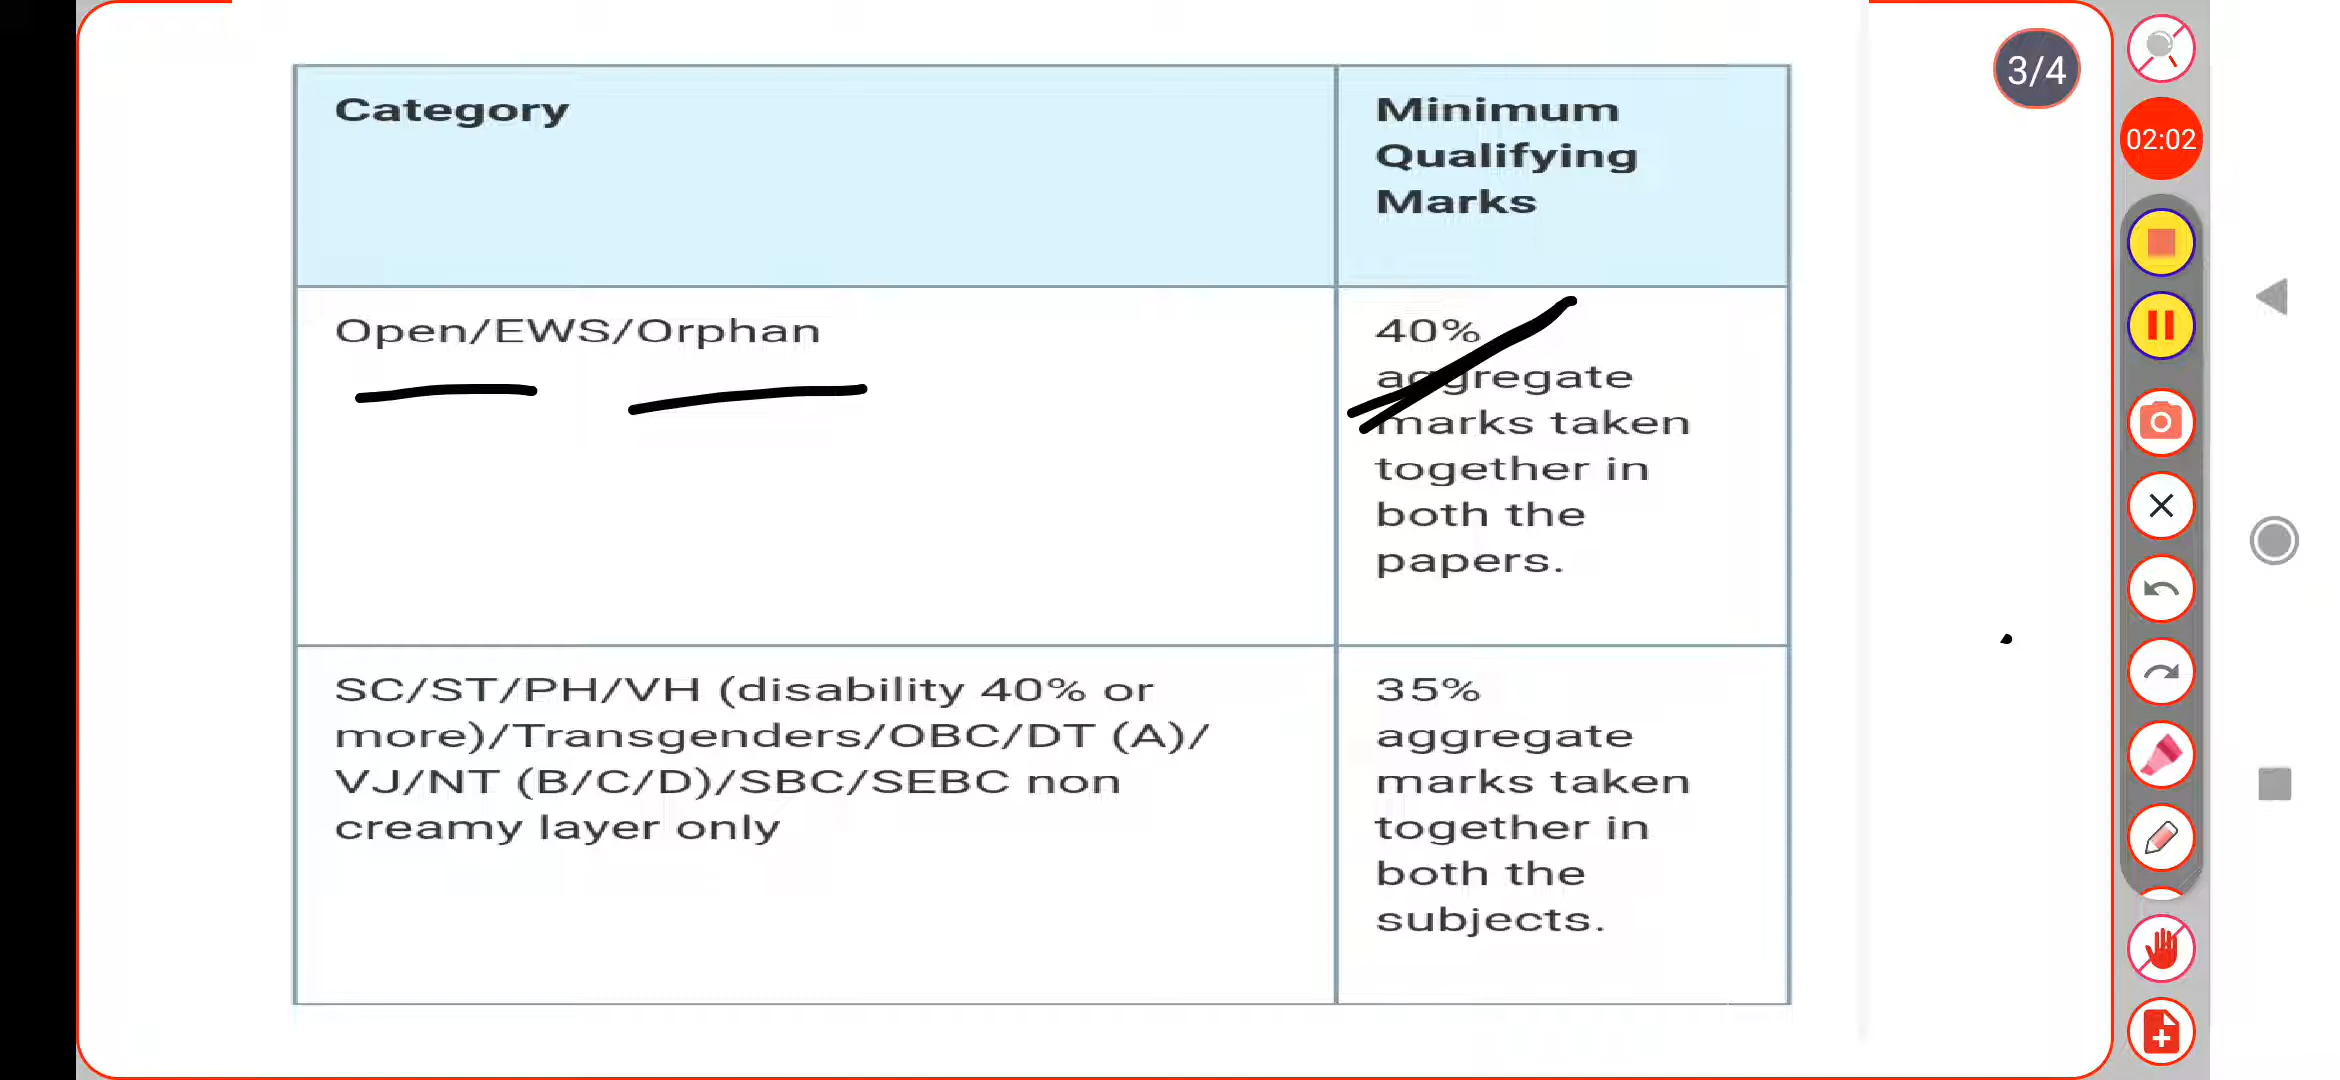 Category
Minimum
Qualifying
Marks
Open/EWS/Orphan
40%
aggregate
marks taken
together in
both the
papers.
SC/ST/PH/VH (disability 40% or
more)/Transgenders/OBC/DT (A)/
VJ/NT (B/C/D)/SBC/SEBC non
creamy layer only
35%
aggregate
marks taken
together in
both the
subjects.
3/4
02:02